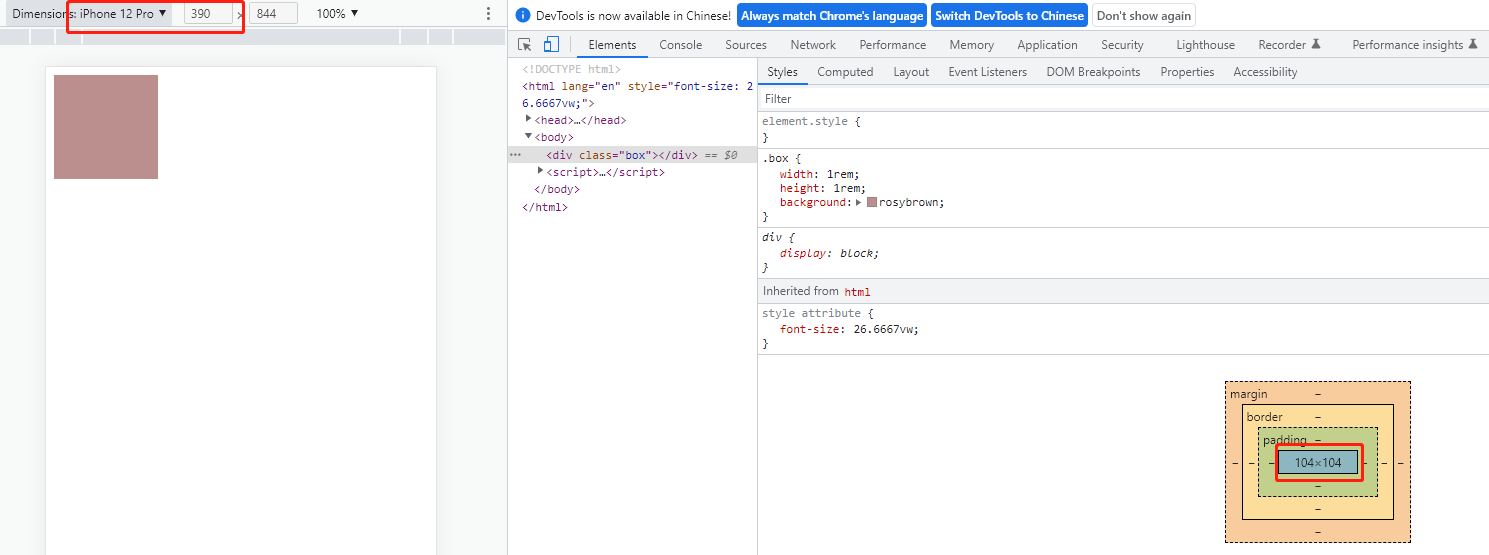 Dimensions: iPhone 12 Pro ▼ 390 × 844 100% ▼
DevTools is now available in Chinese! Always match Chrome's language Switch DevTools to Chinese Don't show again
Elements Console Sources Network Performance Memory Application Security Lighthouse Recorder Performance insights
<!DOCTYPE html>
<html lang="en" style="font-size: 2
6.6667vw;">
<head>…</head>
<body>
<div class="box"></div> == $0
<script>…</script>
</body>
</html>
Styles Computed Layout Event Listeners DOM Breakpoints Properties Accessibility
Filter
element.style {
}
.box {
width: 1rem;
height: 1rem;
background: rosybrown;
}
div {
display: block;
}
Inherited from html
style attribute {
font-size: 26.6667vw;
}
margin –
border –
padding –
– – – 104×104 – – –
–
–
–